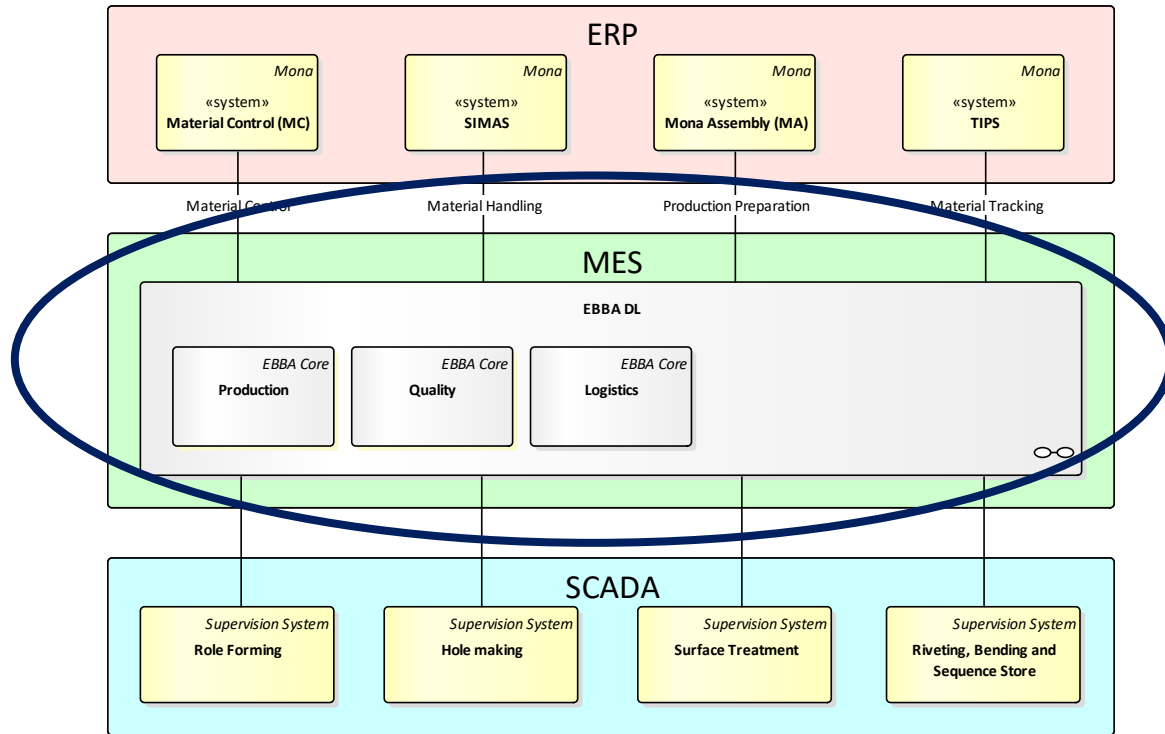 ERP
Mona
«system»
Material Control (MC)
Mona
«system»
SIMAS
Mona
«system»
Mona Assembly (MA)
Mona
«system»
TIPS
Material Control
Material Handling
Production Preparation
Material Tracking
MES
EBBA DL
EBBA Core
Production
EBBA Core
Quality
EBBA Core
Logistics
SCADA
Supervision System
Role Forming
Supervision System
Hole making
Supervision System
Surface Treatment
Supervision System
Riveting, Bending and
Sequence Store